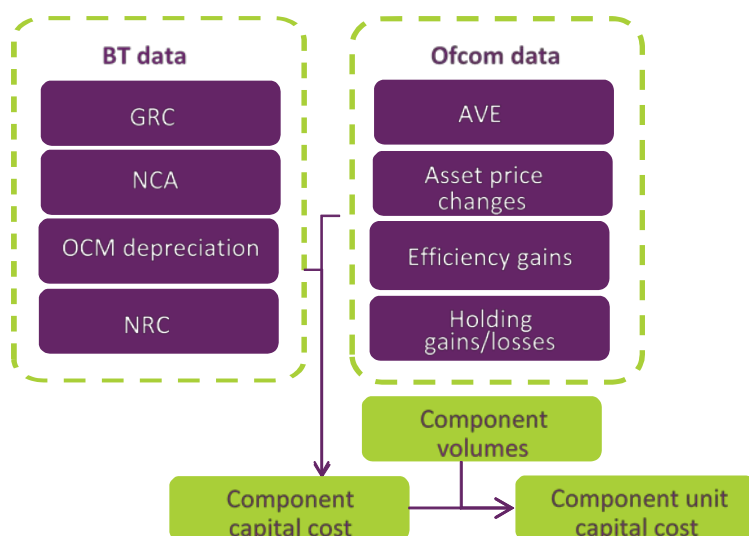 BT data
GRC
NCA
OCM depreciation
NRC
Ofcom data
AVE
Asset price
changes
Efficiency gains
Holding
gains/losses
Component
volumes
Component
capital cost
Component unit
capital cost